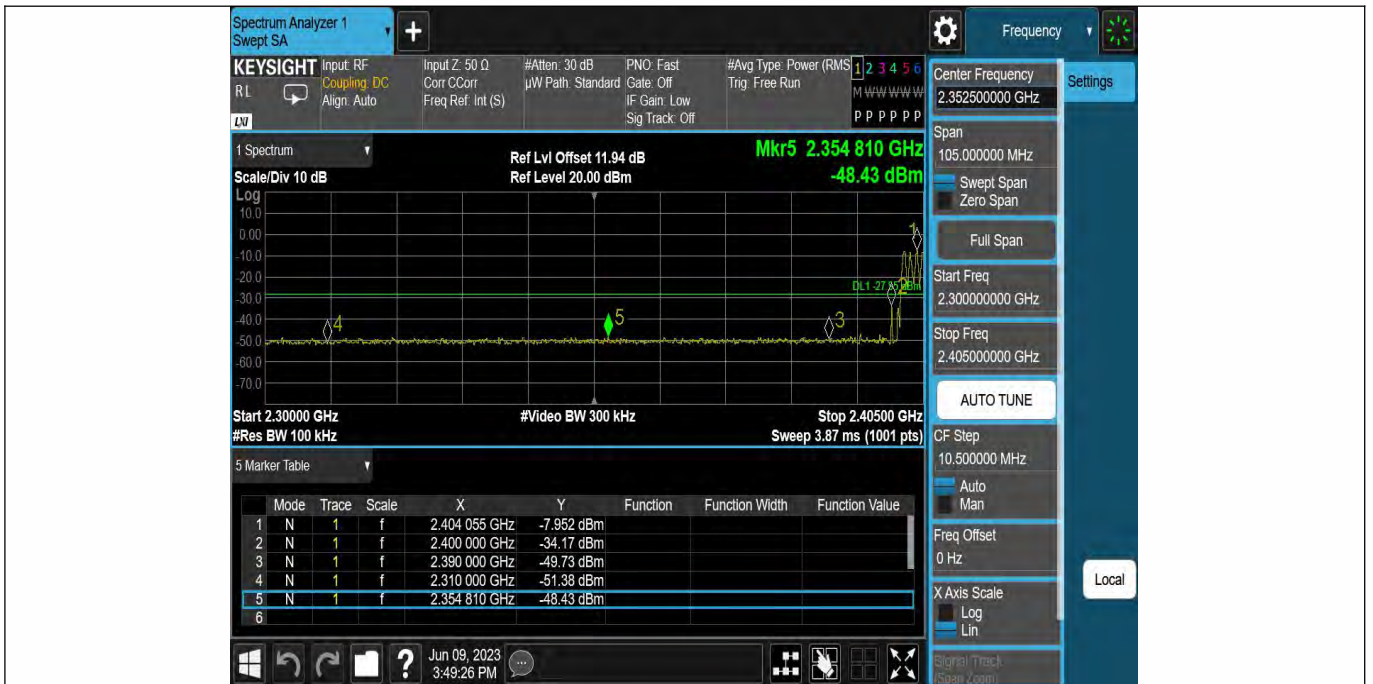 Spectrum Analyzer 1
Swept SA
+
Frequency
KEYSIGHT
RL
LXI
Input: RF
Coupling: DC
Align: Auto
Input Z: 50 Ω
Corr CCorr
Freq Ref: Int (S)
#Atten: 30 dB
µW Path: Standard
PNO: Fast
Gate: Off
IF Gain: Low
Sig Track: Off
#Avg Type: Power (RMS
Trig: Free Run
1 2 3 4 5 6
M W W W W W
P P P P P P
1 Spectrum
Scale/Div 10 dB
Ref Lvl Offset 11.94 dB
Ref Level 20.00 dBm
Mkr5 2.354 810 GHz
-48.43 dBm
Log
10.0
0.00
-10.0
-20.0
-30.0
-40.0
-50.0
-60.0
-70.0
1
2
3
4
5
Start 2.30000 GHz
#Res BW 100 kHz
#Video BW 300 kHz
Stop 2.40500 GHz
Sweep 3.87 ms (1001 pts)
5 Marker Table
Mode Trace Scale X Y Function Function Width Function Value
1 N 1 f 2.404 055 GHz -7.952 dBm
2 N 1 f 2.400 000 GHz -34.17 dBm
3 N 1 f 2.390 000 GHz -49.73 dBm
4 N 1 f 2.310 000 GHz -51.38 dBm
5 N 1 f 2.354 810 GHz -48.43 dBm
6
?
Jun 09, 2023
3:49:26 PM
Center Frequency
2.352500000 GHz
Settings
Span
105.000000 MHz
Swept Span
Zero Span
Full Span
Start Freq
2.300000000 GHz
Stop Freq
2.405000000 GHz
AUTO TUNE
CF Step
10.500000 MHz
Auto
Man
Freq Offset
0 Hz
X Axis Scale
Log
Lin
Signal Track
(Span Zoom)
Local